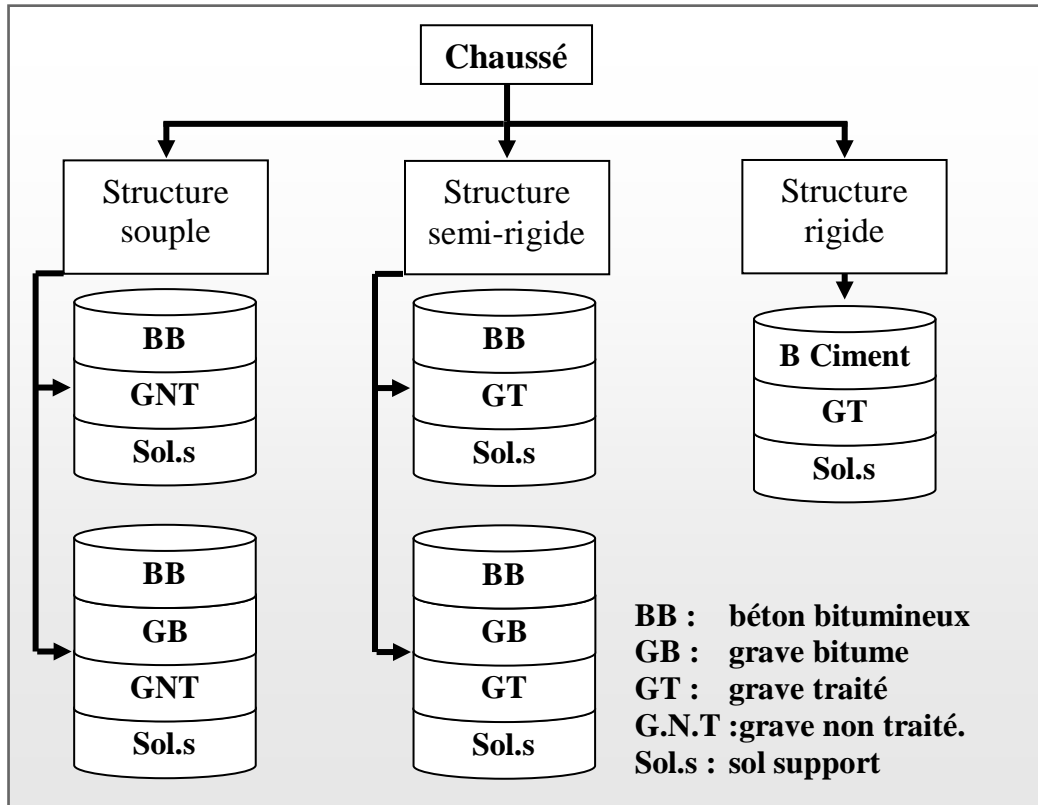 Chaussé
Structure
souple
Structure
semi-rigide
Structure
rigide
BB
GNT
Sol.s
BB
GT
Sol.s
B Ciment
GT
Sol.s
BB
GB
GNT
Sol.s
BB
GB
GT
Sol.s
BB : béton bitumineux
GB : grave bitume
GT : grave traité
G.N.T :grave non traité.
Sol.s : sol support